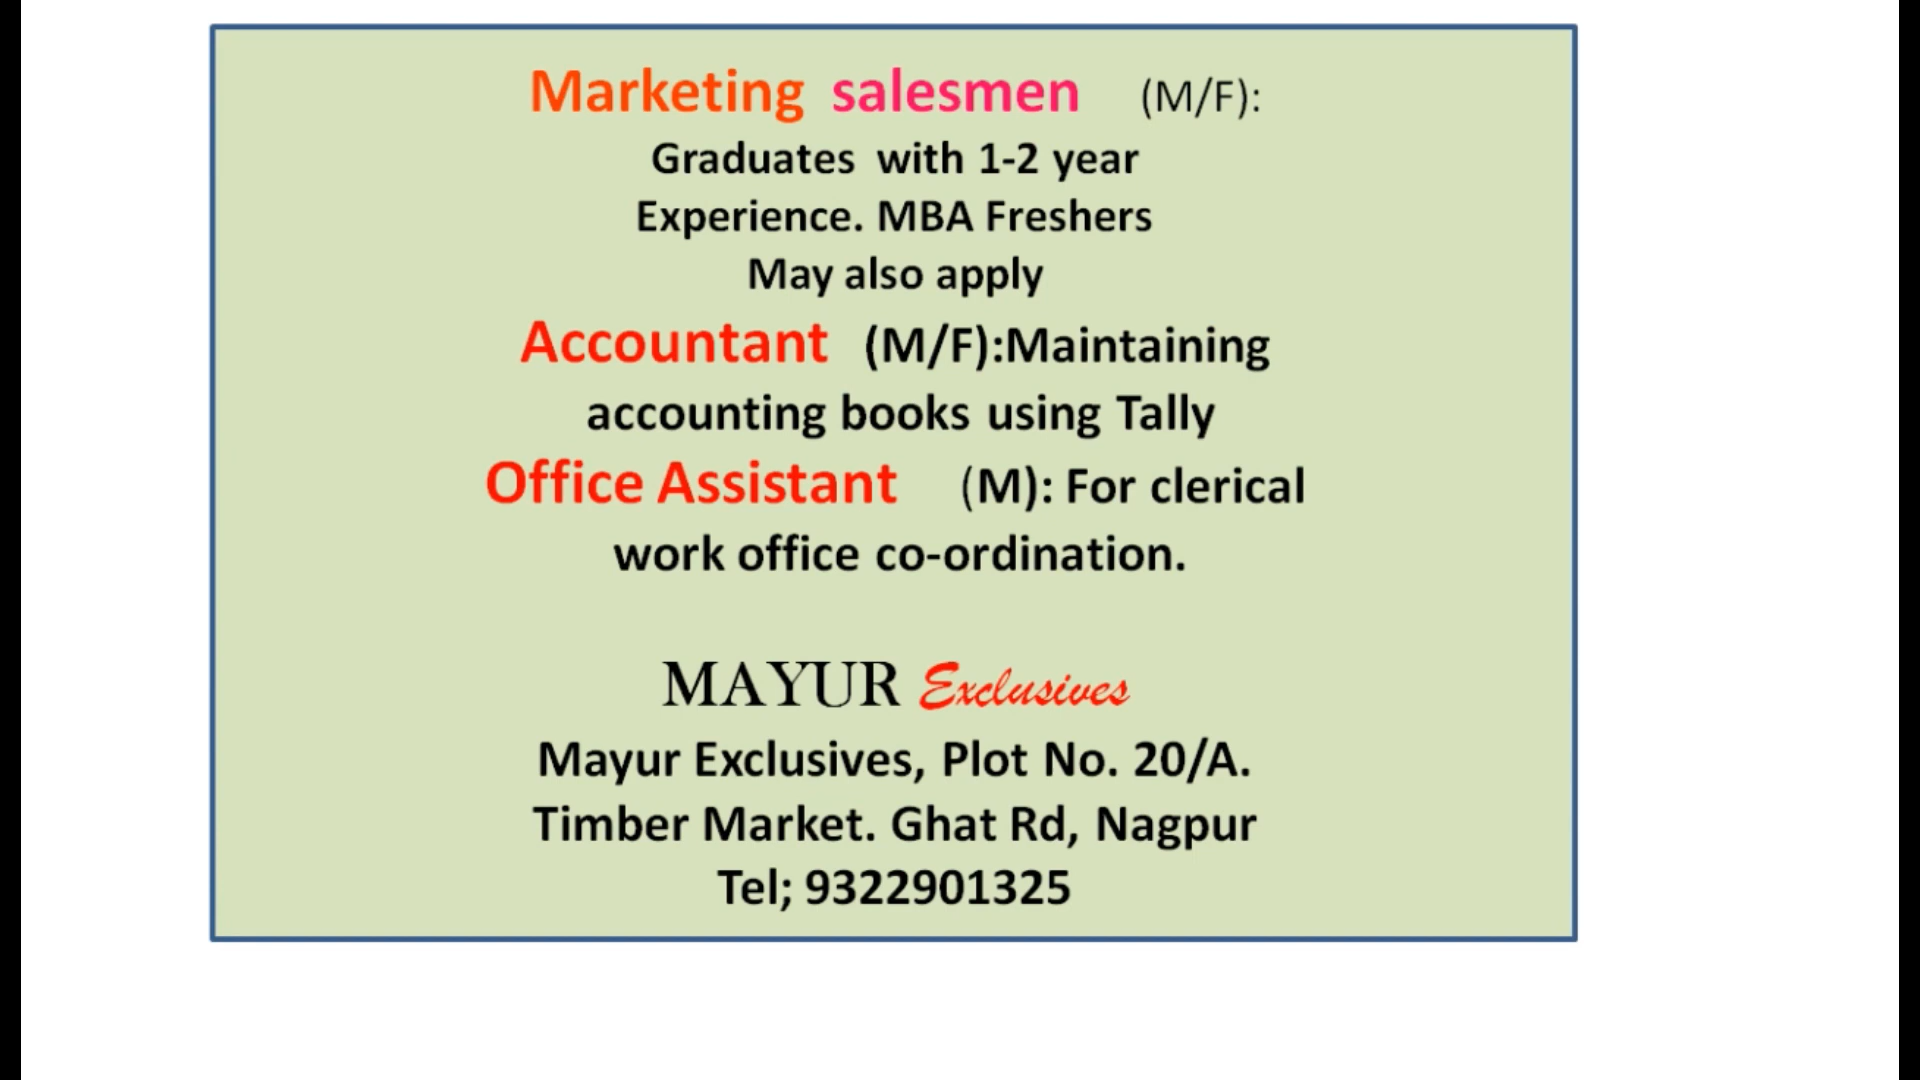 Marketing salesmen (M/F):
Graduates with 1-2 year
Experience. MBA Freshers
May also apply
Accountant (M/F):Maintaining
accounting books using Tally
Office Assistant (M): For clerical
work office co-ordination.
MAYUR Exclusives
Mayur Exclusives, Plot No. 20/A.
Timber Market. Ghat Rd, Nagpur
Tel; 9322901325